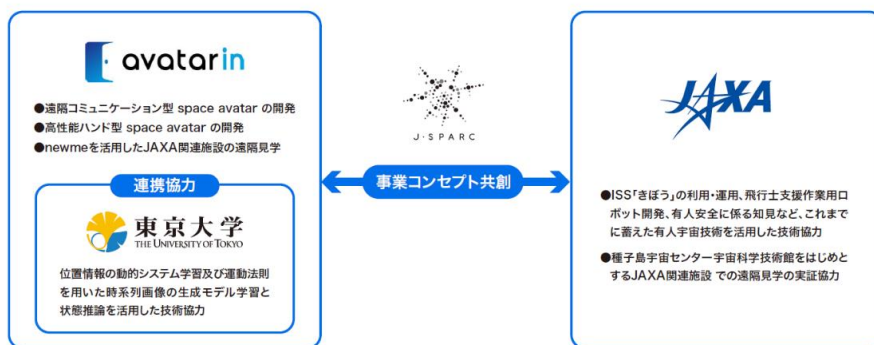 avatarin
●遠隔コミュニケーション型 space avatar の開発
●高性能ハンド型 space avatar の開発
●newmeを活用したJAXA関連施設の遠隔見学
連携協力
東京大学
THE UNIVERSITY OF TOKYO
位置情報の動的システム学習及び運動法則
を用いた時系列画像の生成モデル学習と
状態推論を活用した技術協力
J-SPARC
事業コンセプト共創
JAXA
●ISS「きぼう」の利用・運用、飛行士支援作業用ロ
ボット開発、有人安全に係る知見など、これまで
に蓄えた有人宇宙技術を活用した技術協力
●種子島宇宙センター宇宙科学技術館をはじめと
するJAXA関連施設 での遠隔見学の実証協力